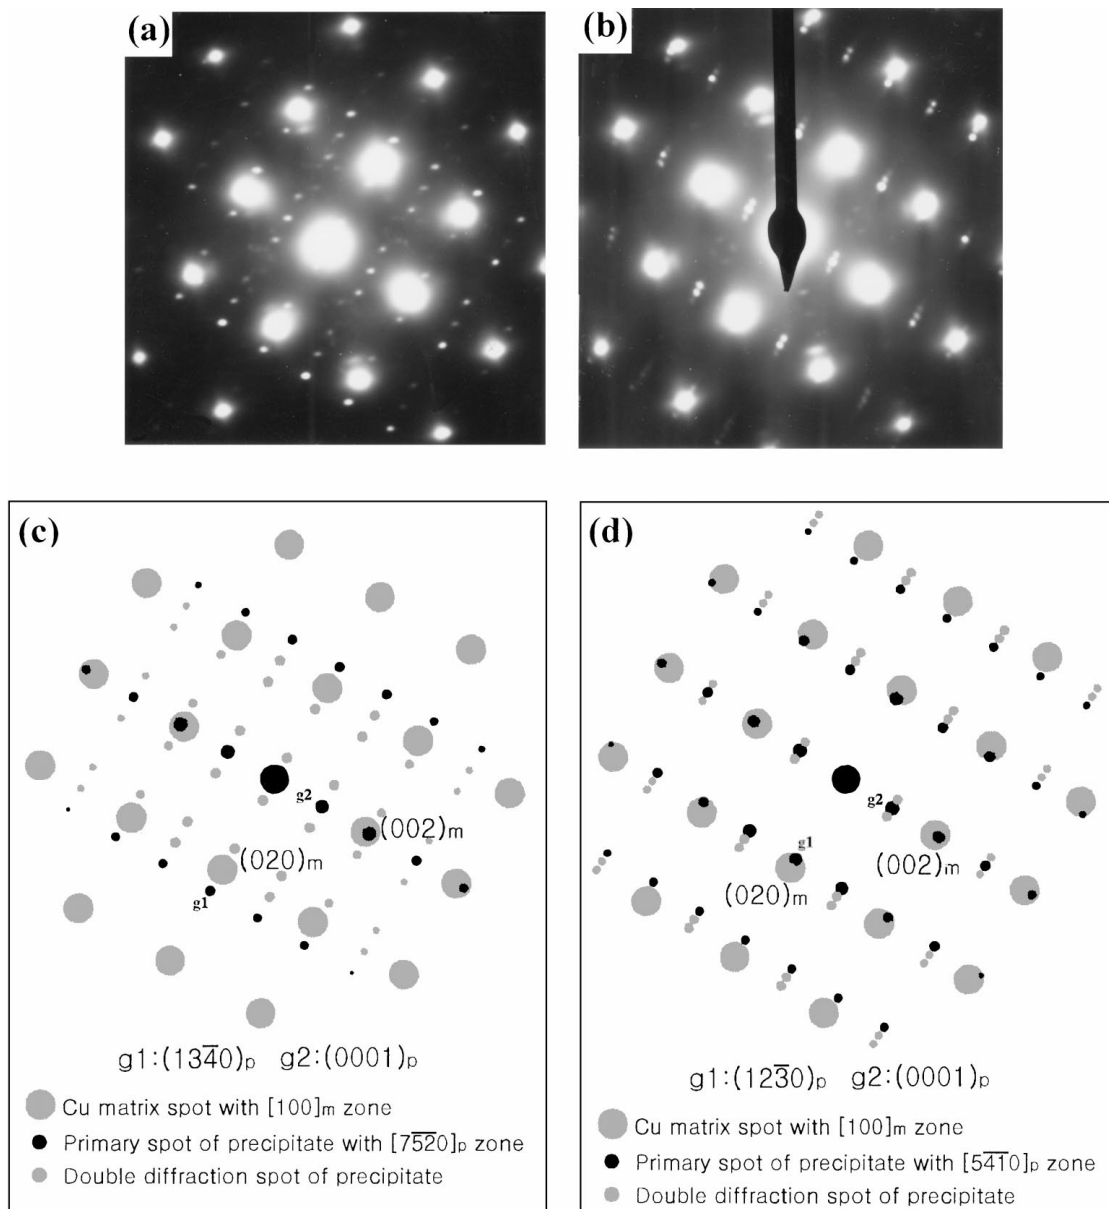 (a)
(b)
(c)
g2
(002)m
(020)m
g1
g1:(134̅0)p g2:(0001)p
Cu matrix spot with [100]m zone
Primary spot of precipitate with [75̅2̅0]p zone
Double diffraction spot of precipitate
(d)
g2
g1
(002)m
(020)m
g1:(123̅0)p g2:(0001)p
Cu matrix spot with [100]m zone
Primary spot of precipitate with [54̅1̅0]p zone
Double diffraction spot of precipitate